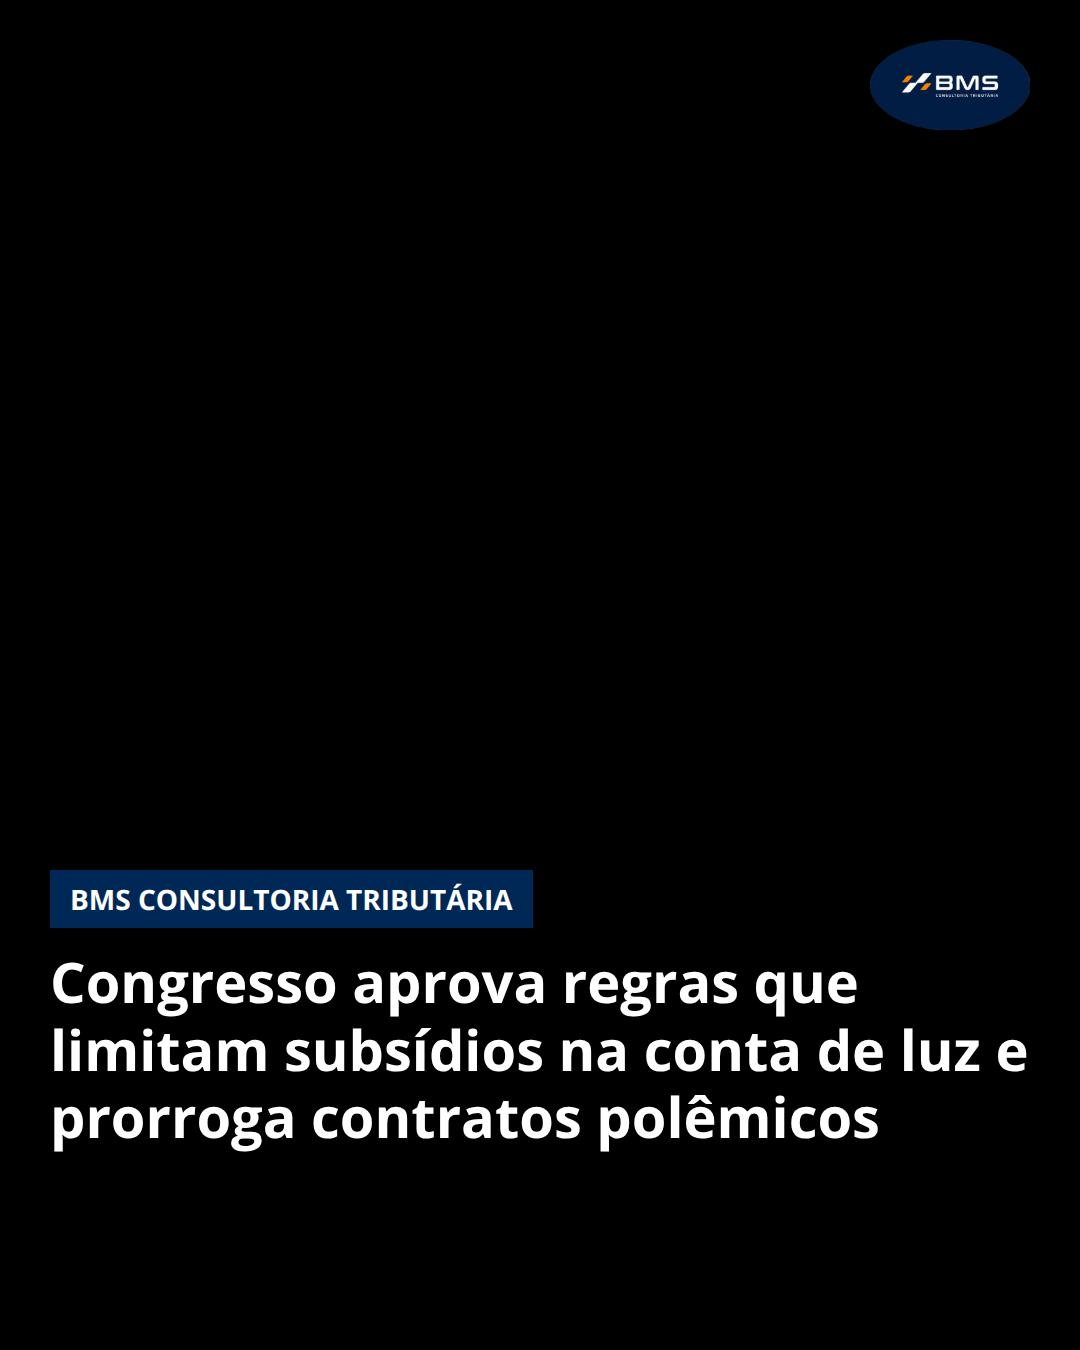 BMS
CONSULTORIA TRIBUTÁRIA
BMS CONSULTORIA TRIBUTÁRIA
Congresso aprova regras que
limitam subsídios na conta de luz e
prorroga contratos polêmicos